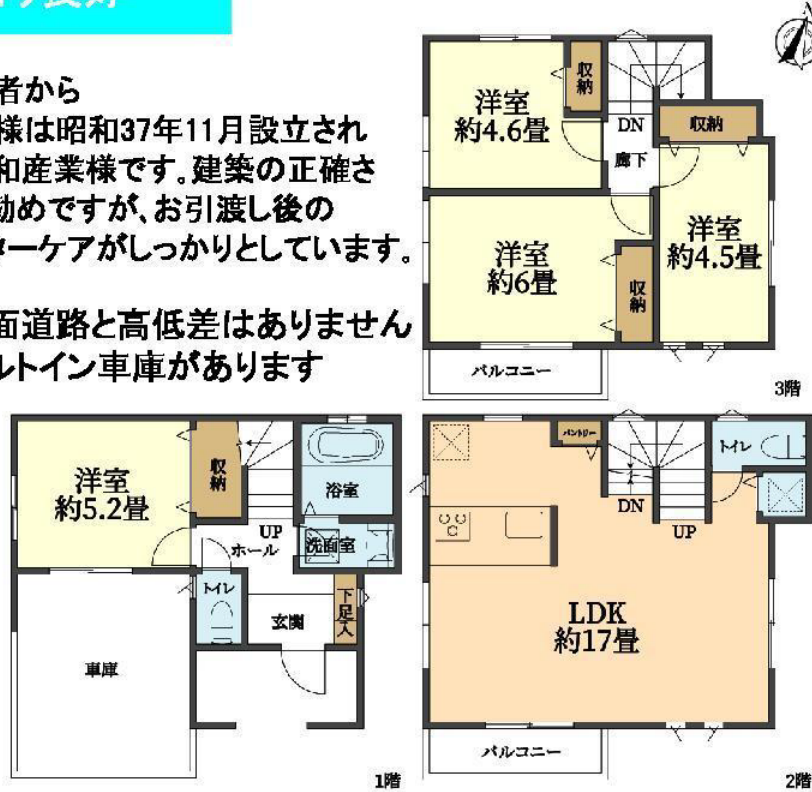 者から
様は昭和37年11月設立され
和産業様です。建築の正確さ
勧めですが、お引渡し後の
ターケアがしっかりとしています。
面道路と高低差はありません
ルトイン車庫があります
洋室
約4.6畳
収納
DN
収納
廊下
洋室
約4.5畳
洋室
約6畳
収納
バルコニー
3階
洋室
約5.2畳
収納
浴室
UP
ホール
洗面室
トイレ
玄関
下足入
車庫
1階
パントリー
トイレ
DN
UP
LDK
約17畳
バルコニー
2階